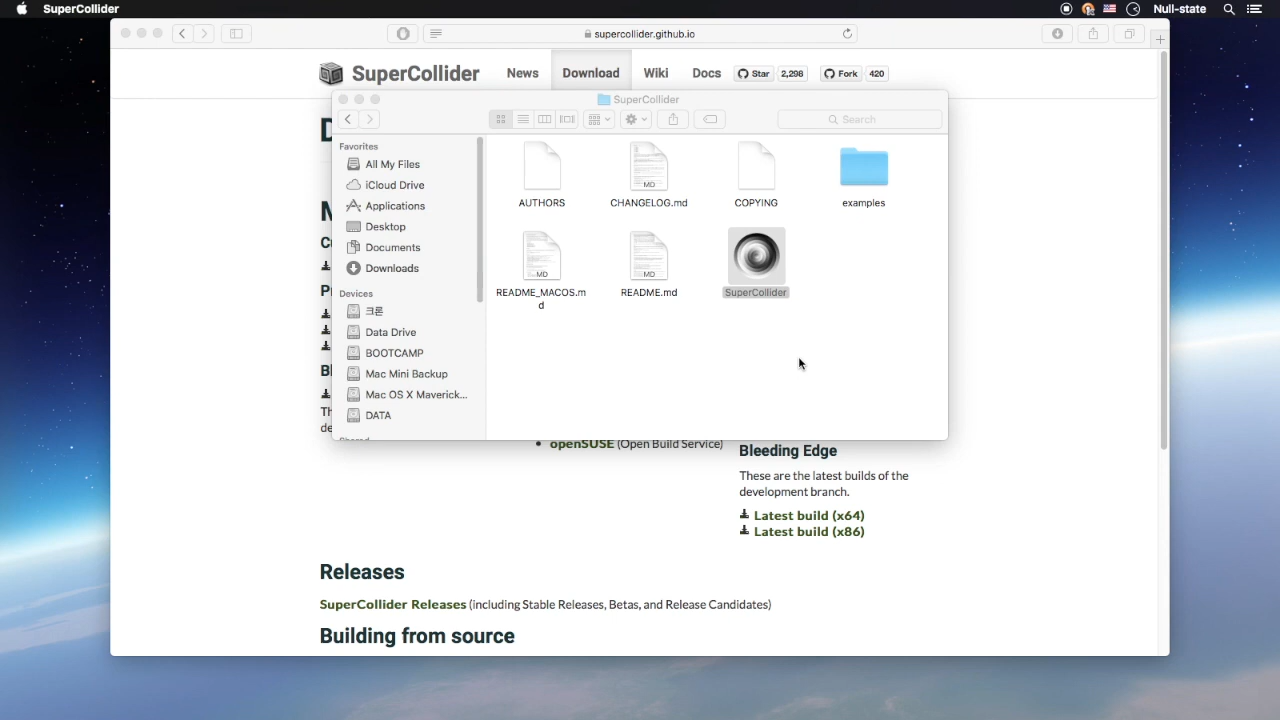 SuperCollider
Null-state
supercollider.github.io
SuperCollider
News
Download
Wiki
Docs
Star
2,298
Fork
420
SuperCollider
Search
Favorites
All My Files
iCloud Drive
Applications
Desktop
Documents
Downloads
Devices
크론
Data Drive
BOOTCAMP
Mac Mini Backup
Mac OS X Maverick...
DATA
AUTHORS
CHANGELOG.md
COPYING
examples
README_MACOS.m
d
README.md
SuperCollider
MD
MD
MD
openSUSE (Open Build Service)
Bleeding Edge
These are the latest builds of the
development branch.
Latest build (x64)
Latest build (x86)
Releases
SuperCollider Releases (including Stable Releases, Betas, and Release Candidates)
Building from source